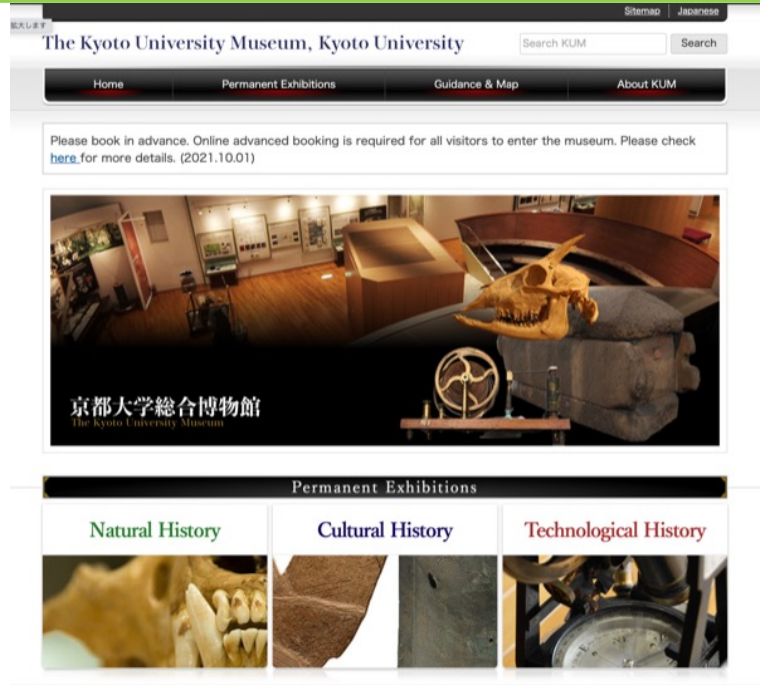 Sitemap Japanese
拡大します
The Kyoto University Museum, Kyoto University
Search KUM Search
Home Permanent Exhibitions Guidance & Map About KUM
Please book in advance. Online advanced booking is required for all visitors to enter the museum. Please check
here for more details. (2021.10.01)
京都大学総合博物館
The Kyoto University Museum
Permanent Exhibitions
Natural History Cultural History Technological History